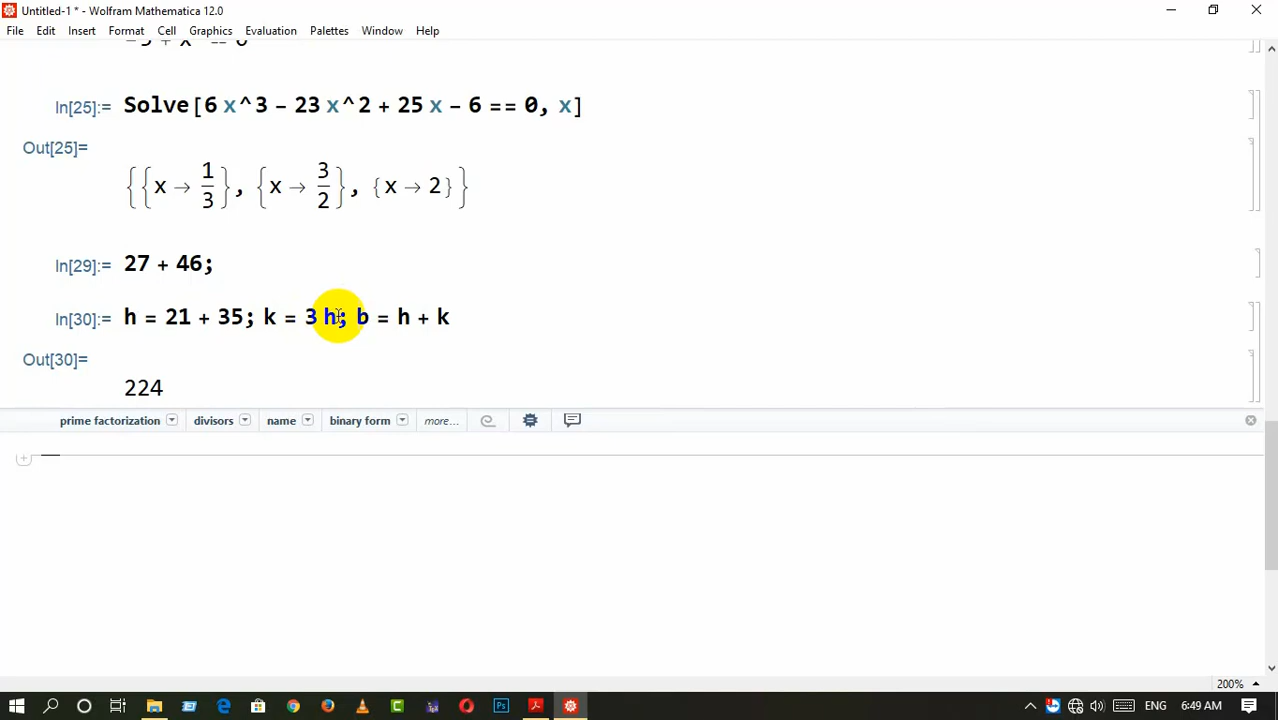 Untitled-1 * - Wolfram Mathematica 12.0
File Edit Insert Format Cell Graphics Evaluation Palettes Window Help
In[25]:= Solve[6 x^3 - 23 x^2 + 25 x - 6 == 0, x]
Out[25]=
{{x → 1/3}, {x → 3/2}, {x → 2}}
In[29]:= 27 + 46;
In[30]:= h = 21 + 35; k = 3 h; b = h + k
Out[30]=
224
prime factorization divisors name binary form more...
200%
ENG 6:49 AM